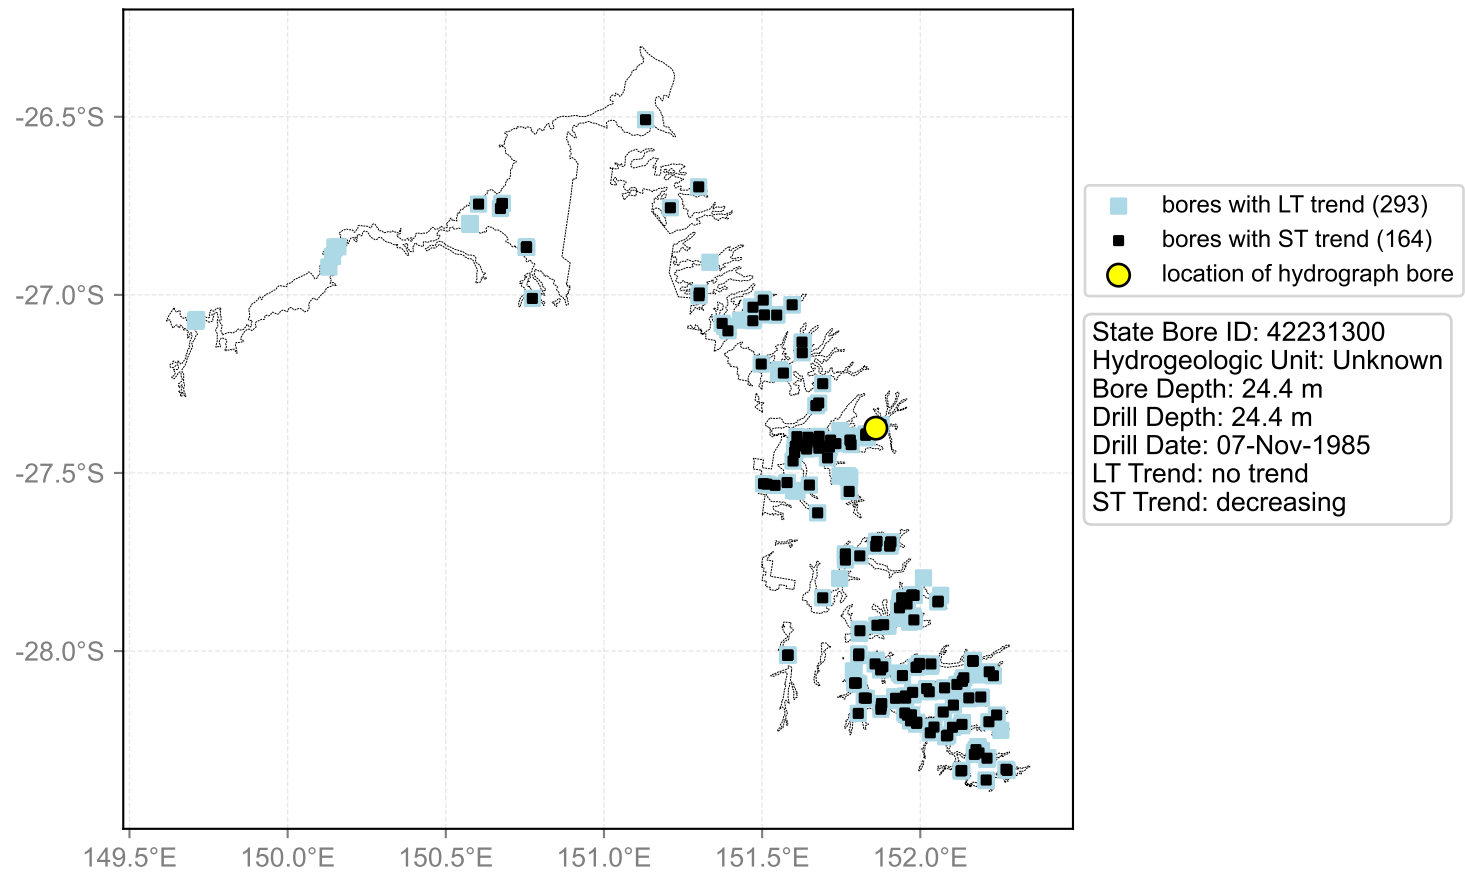 -26.5°S
-27.0°S
-27.5°S
-28.0°S
149.5°E
150.0°E
150.5°E
151.0°E
151.5°E
152.0°E
bores with LT trend (293)
bores with ST trend (164)
location of hydrograph bore
State Bore ID: 42231300
Hydrogeologic Unit: Unknown
Bore Depth: 24.4 m
Drill Depth: 24.4 m
Drill Date: 07-Nov-1985
LT Trend: no trend
ST Trend: decreasing